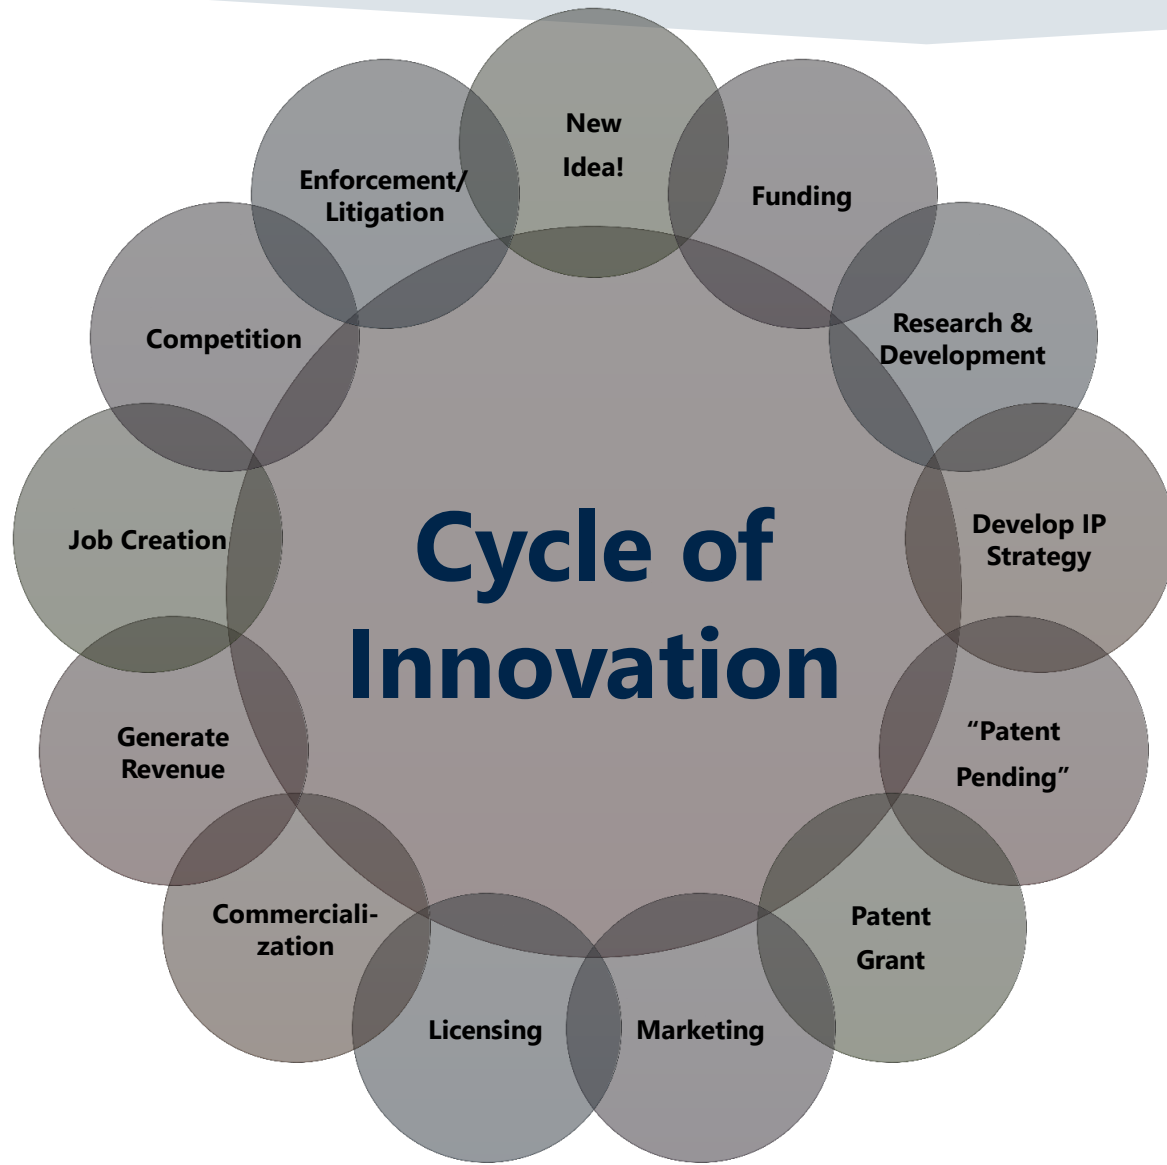 New
Idea!
Funding
Research &
Development
Develop IP
Strategy
“Patent
Pending”
Patent
Grant
Marketing
Licensing
Commerciali-
zation
Generate
Revenue
Job Creation
Competition
Enforcement/
Litigation
Cycle of
Innovation